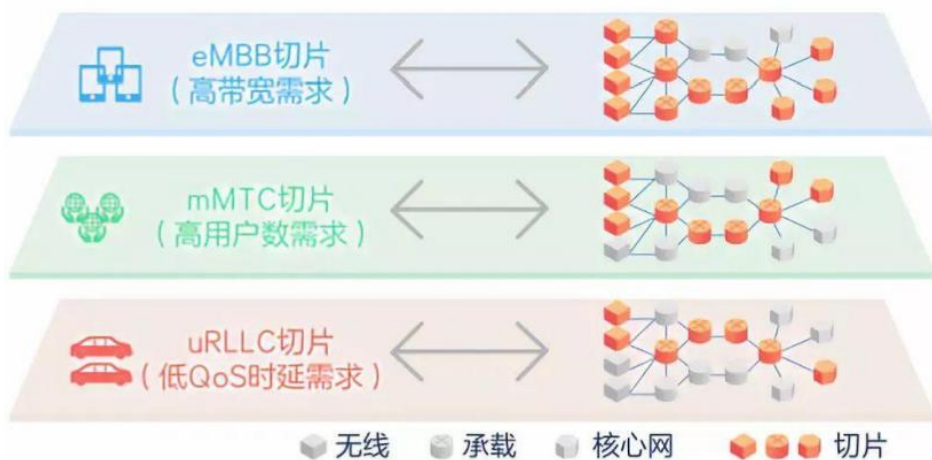 eMBB切片
（高带宽需求）
mMTC切片
（高用户数需求）
uRLLC切片
（低QoS时延需求）
无线 承载 核心网 切片